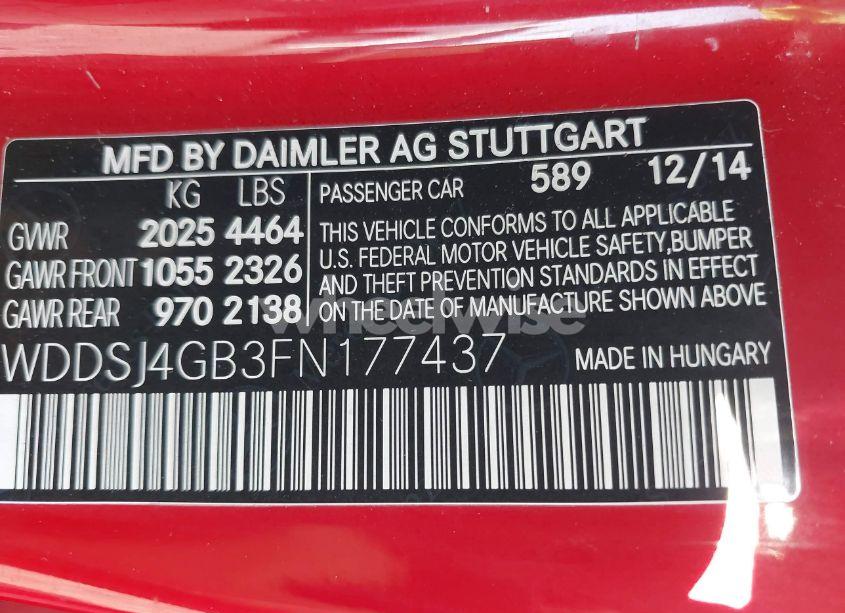 MFD BY DAIMLER AG STUTTGART
KG LBS
GVWR 2025 4464
GAWR FRONT 1055 2326
GAWR REAR 970 2138
PASSENGER CAR 589 12/14
THIS VEHICLE CONFORMS TO ALL APPLICABLE
U.S. FEDERAL MOTOR VEHICLE SAFETY,BUMPER
AND THEFT PREVENTION STANDARDS IN EFFECT
ON THE DATE OF MANUFACTURE SHOWN ABOVE
wheelwise
WDDSJ4GB3FN177437 MADE IN HUNGARY